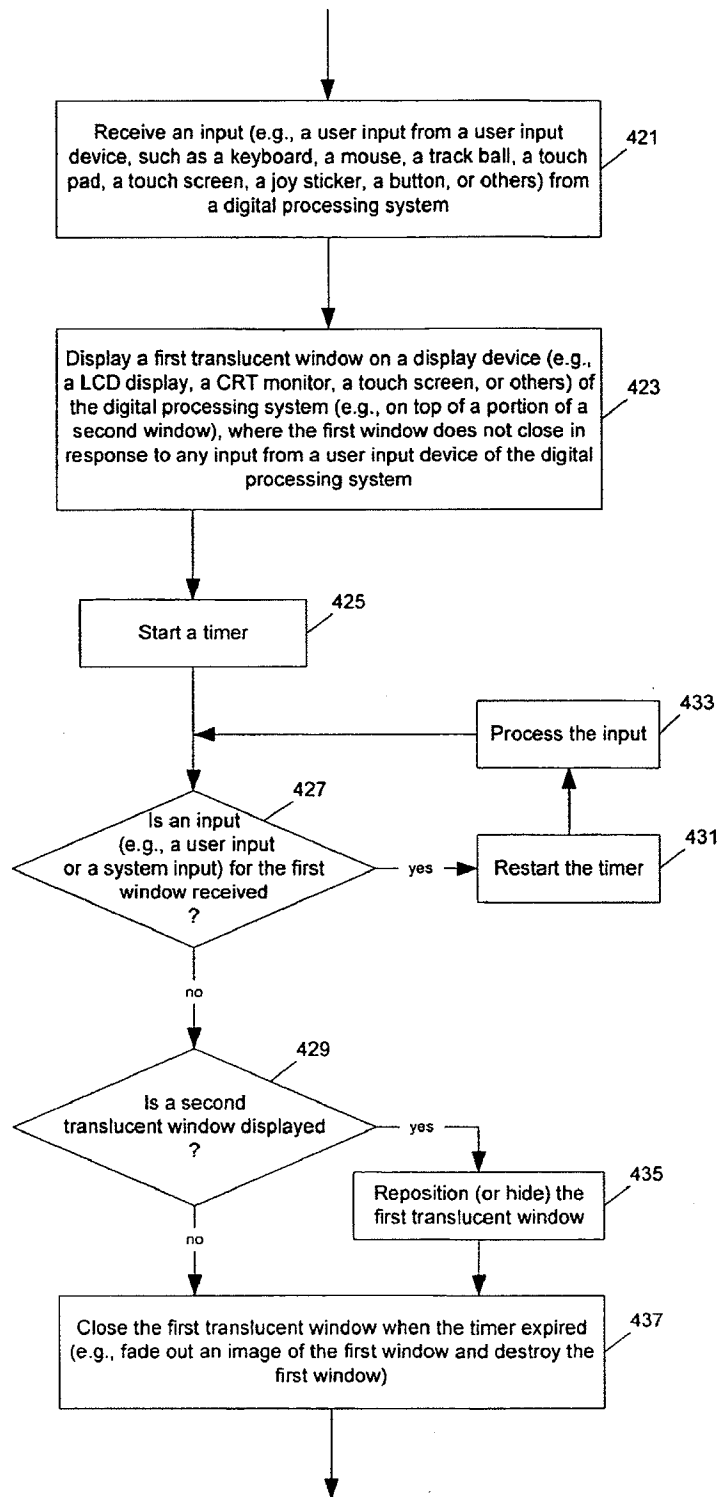 Receive an input (e.g., a user input from a user input
device, such as a keyboard, a mouse, a track ball, a touch
pad, a touch screen, a joy sticker, a button, or others) from
a digital processing system
421
Display a first translucent window on a display device (e.g.,
a LCD display, a CRT monitor, a touch screen, or others) of
the digital processing system (e.g., on top of a portion of a
second window), where the first window does not close in
response to any input from a user input device of the digital
processing system
423
Start a timer
425
Process the input
433
Is an input
(e.g., a user input
or a system input) for the first
window received
?
427
yes
Restart the timer
431
no
Is a second
translucent window displayed
?
429
yes
Reposition (or hide) the
first translucent window
435
no
Close the first translucent window when the timer expired
(e.g., fade out an image of the first window and destroy the
first window)
437